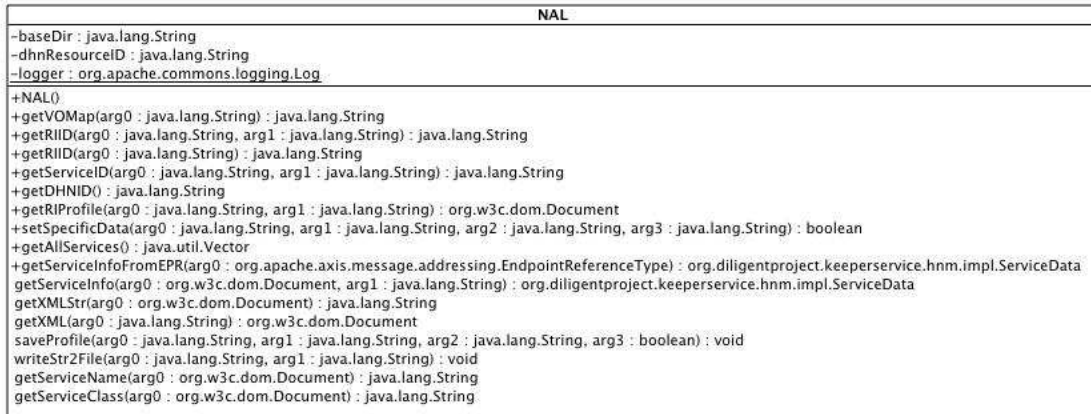 NAL
-baseDir : java.lang.String
-dhnResourceID : java.lang.String
-logger : org.apache.commons.logging.Log
+NAL()
+getVOMap(arg0 : java.lang.String) : java.lang.String
+getRIID(arg0 : java.lang.String, arg1 : java.lang.String) : java.lang.String
+getRIID(arg0 : java.lang.String) : java.lang.String
+getServiceID(arg0 : java.lang.String, arg1 : java.lang.String) : java.lang.String
+getDHNID() : java.lang.String
+getRIProfile(arg0 : java.lang.String, arg1 : java.lang.String) : org.w3c.dom.Document
+setSpecificData(arg0 : java.lang.String, arg1 : java.lang.String, arg2 : java.lang.String, arg3 : java.lang.String) : boolean
+getAllServices() : java.util.Vector
+getServiceInfoFromEPR(arg0 : org.apache.axis.message.addressing.EndpointReferenceType) : org.diligentproject.keeperservice.hnm.impl.ServiceData
getServiceInfo(arg0 : org.w3c.dom.Document, arg1 : java.lang.String) : org.diligentproject.keeperservice.hnm.impl.ServiceData
getXMLStr(arg0 : org.w3c.dom.Document) : java.lang.String
getXML(arg0 : java.lang.String) : org.w3c.dom.Document
saveProfile(arg0 : java.lang.String, arg1 : java.lang.String, arg2 : java.lang.String, arg3 : boolean) : void
writeStr2File(arg0 : java.lang.String, arg1 : java.lang.String) : void
getServiceName(arg0 : org.w3c.dom.Document) : java.lang.String
getServiceClass(arg0 : org.w3c.dom.Document) : java.lang.String